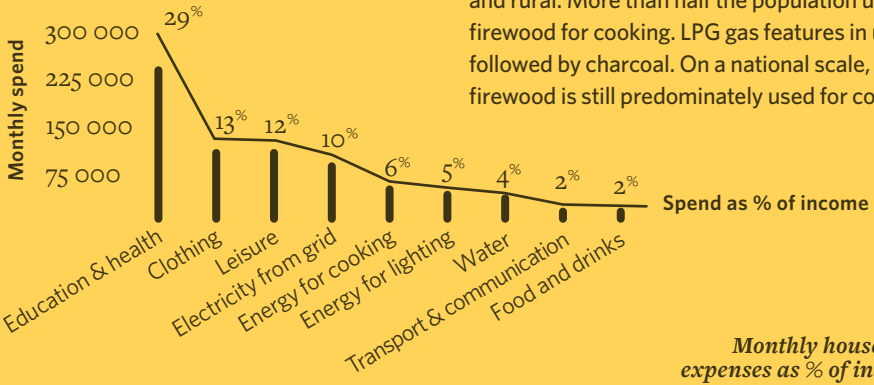 and rural. More than half the population
firewood for cooking. LPG gas features in
followed by charcoal. On a national scale,
firewood is still predominately used for
Monthly spend
300 000
225 000
150 000
75 000
29%
13%
12%
10%
6%
5%
4%
2%
2%
Spend as % of income
Education & health
Clothing
Leisure
Electricity from grid
Energy for cooking
Energy for lighting
Water
Transport & communication
Food and drinks
Monthly
expenses as % of